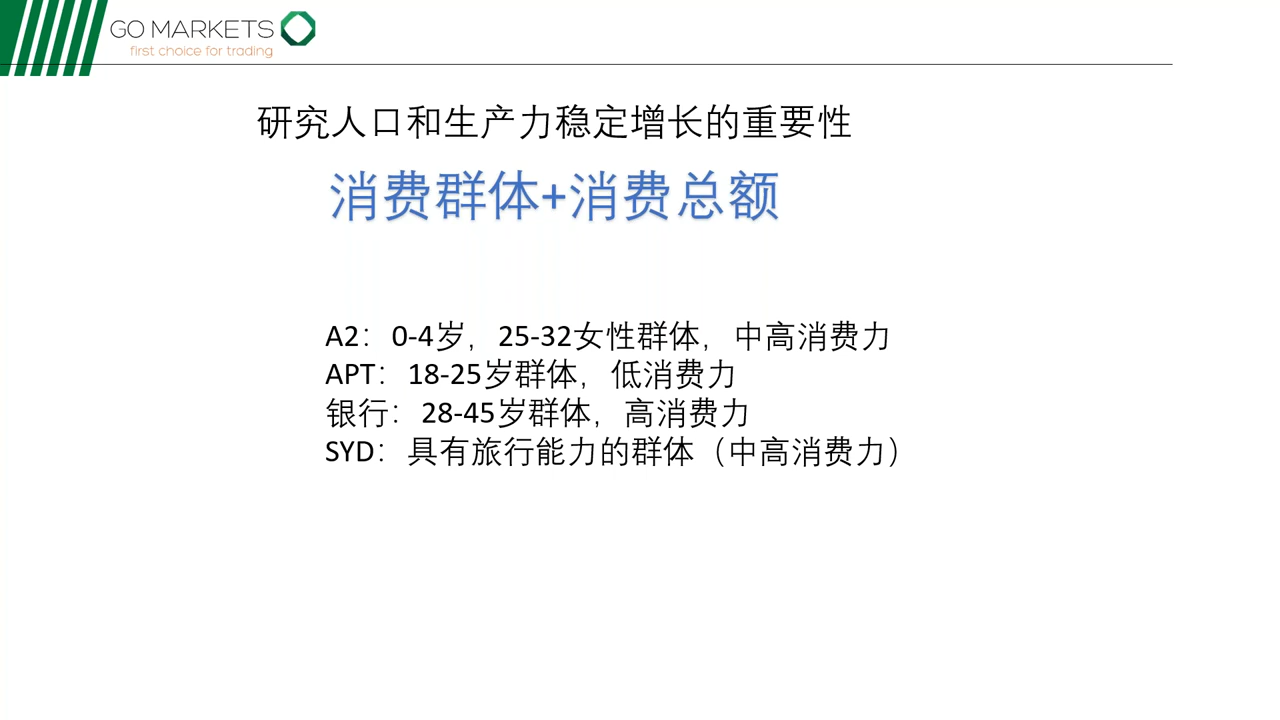 GO MARKETS
first choice for trading
研究人口和生产力稳定增长的重要性
消费群体+消费总额
A2：0-4岁，25-32女性群体，中高消费力
APT：18-25岁群体，低消费力
银行：28-45岁群体，高消费力
SYD：具有旅行能力的群体（中高消费力）